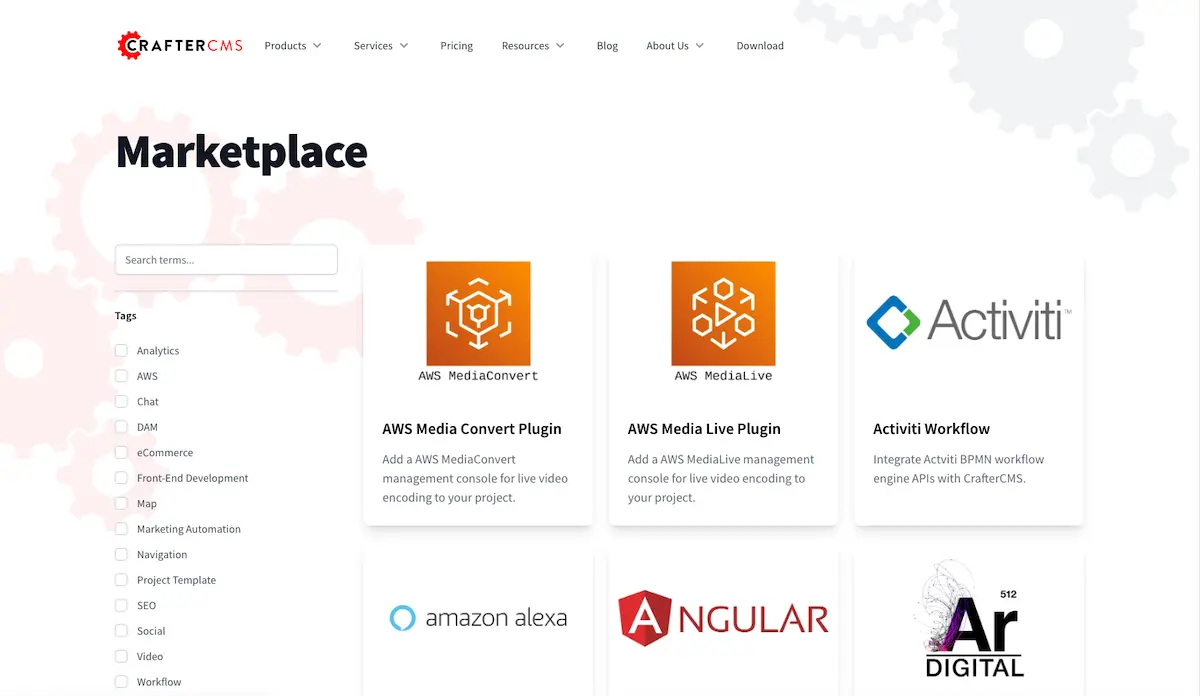 CRAFTERCMS
Products
Services
Pricing
Resources
Blog
About Us
Download
Marketplace
Search terms...
Tags
Analytics
AWS
Chat
DAM
eCommerce
Front-End Development
Map
Marketing Automation
Navigation
Project Template
SEO
Social
Video
Workflow
AWS MediaConvert
AWS Media Convert Plugin
Add a AWS MediaConvert
management console for live video
encoding to your project.
AWS MediaLive
AWS Media Live Plugin
Add a AWS MediaLive management
console for live video encoding to
your project.
Activiti™
Activiti Workflow
Integrate Actviti BPMN workflow
engine APIs with CrafterCMS.
amazon alexa
ANGULAR
512
Ar
DIGITAL